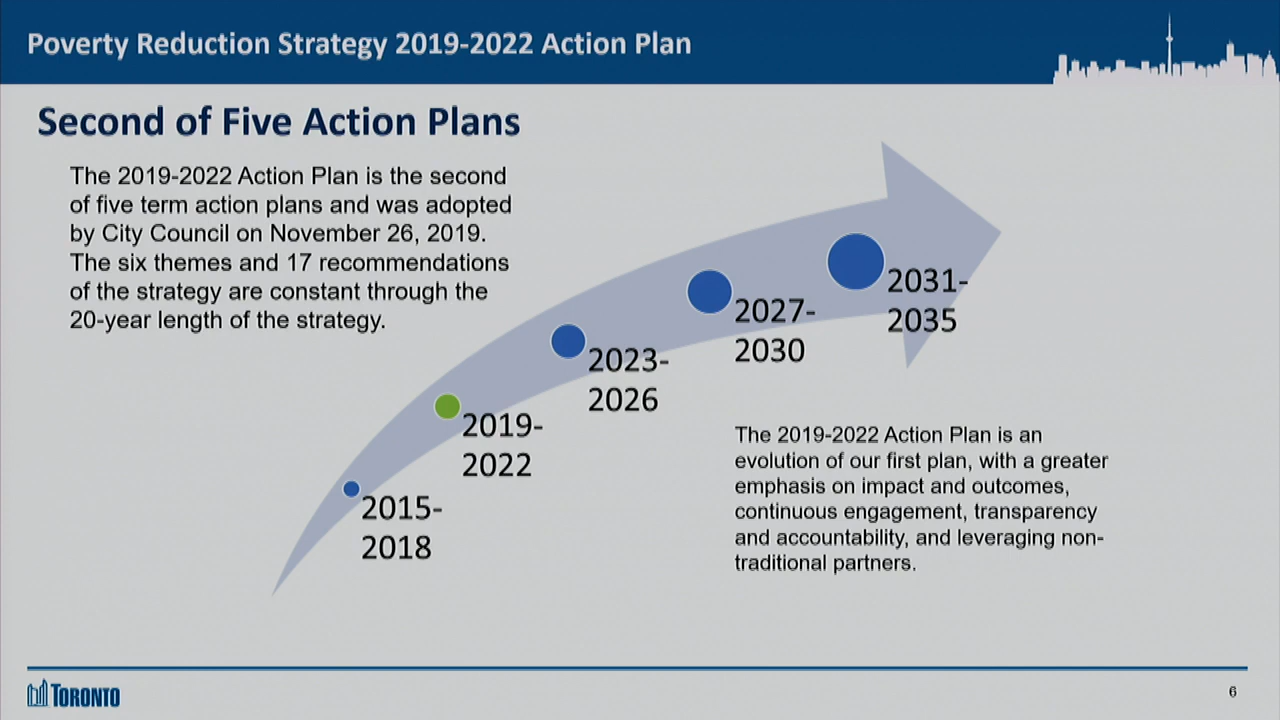 Poverty Reduction Strategy 2019-2022 Action Plan
Second of Five Action Plans
The 2019-2022 Action Plan is the second
of five term action plans and was adopted
by City Council on November 26, 2019.
The six themes and 17 recommendations
of the strategy are constant through the
20-year length of the strategy.
2015-
2018
2019-
2022
2023-
2026
2027-
2030
2031-
2035
The 2019-2022 Action Plan is an
evolution of our first plan, with a greater
emphasis on impact and outcomes,
continuous engagement, transparency
and accountability, and leveraging non-
traditional partners.
TORONTO
6